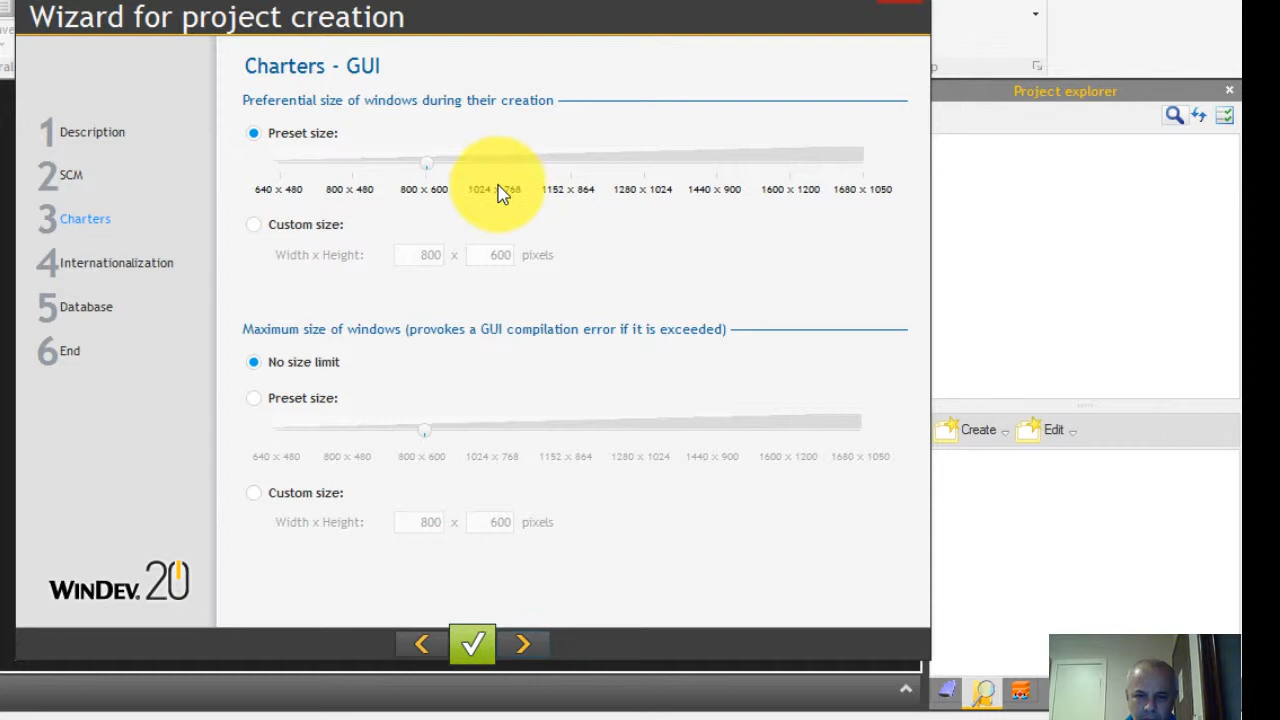 Wizard for project creation
Charters - GUI
Preferential size of windows during their creation
Preset size:
640 x 480 800 x 480 800 x 600 1024 x 768 1152 x 864 1280 x 1024 1440 x 900 1600 x 1200 1680 x 1050
Custom size:
Width x Height: 800 x 600 pixels
Maximum size of windows (provokes a GUI compilation error if it is exceeded)
No size limit
Preset size:
640 x 480 800 x 480 800 x 600 1024 x 768 1152 x 864 1280 x 1024 1440 x 900 1600 x 1200 1680 x 1050
Custom size:
Width x Height: 800 x 600 pixels
1 Description
2 SCM
3 Charters
4 Internationalization
5 Database
6 End
WINDEV. 20
Project explorer
Create
Edit